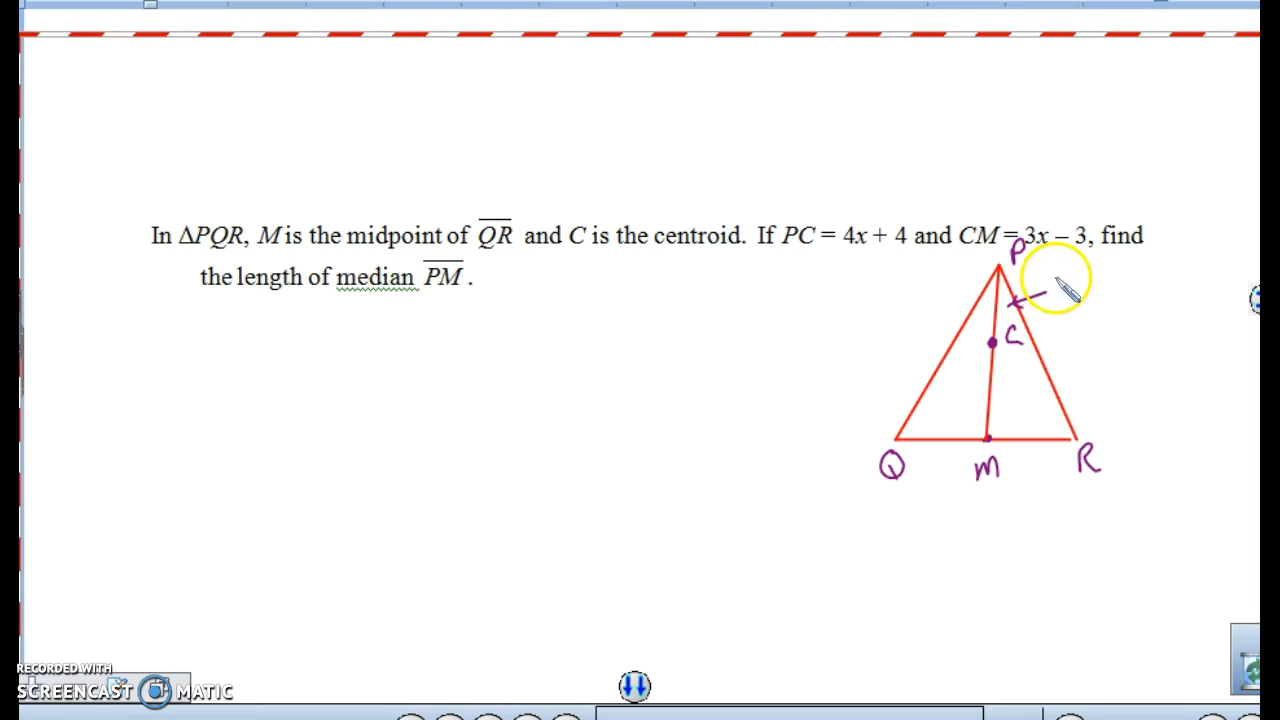 In ΔPQR, M is the midpoint of QR and C is the centroid. If PC = 4x + 4 and CM = 3x – 3, find
the length of median PM.
P
C
Q
M
R
RECORDED WITH
SCREENCAST MATIC